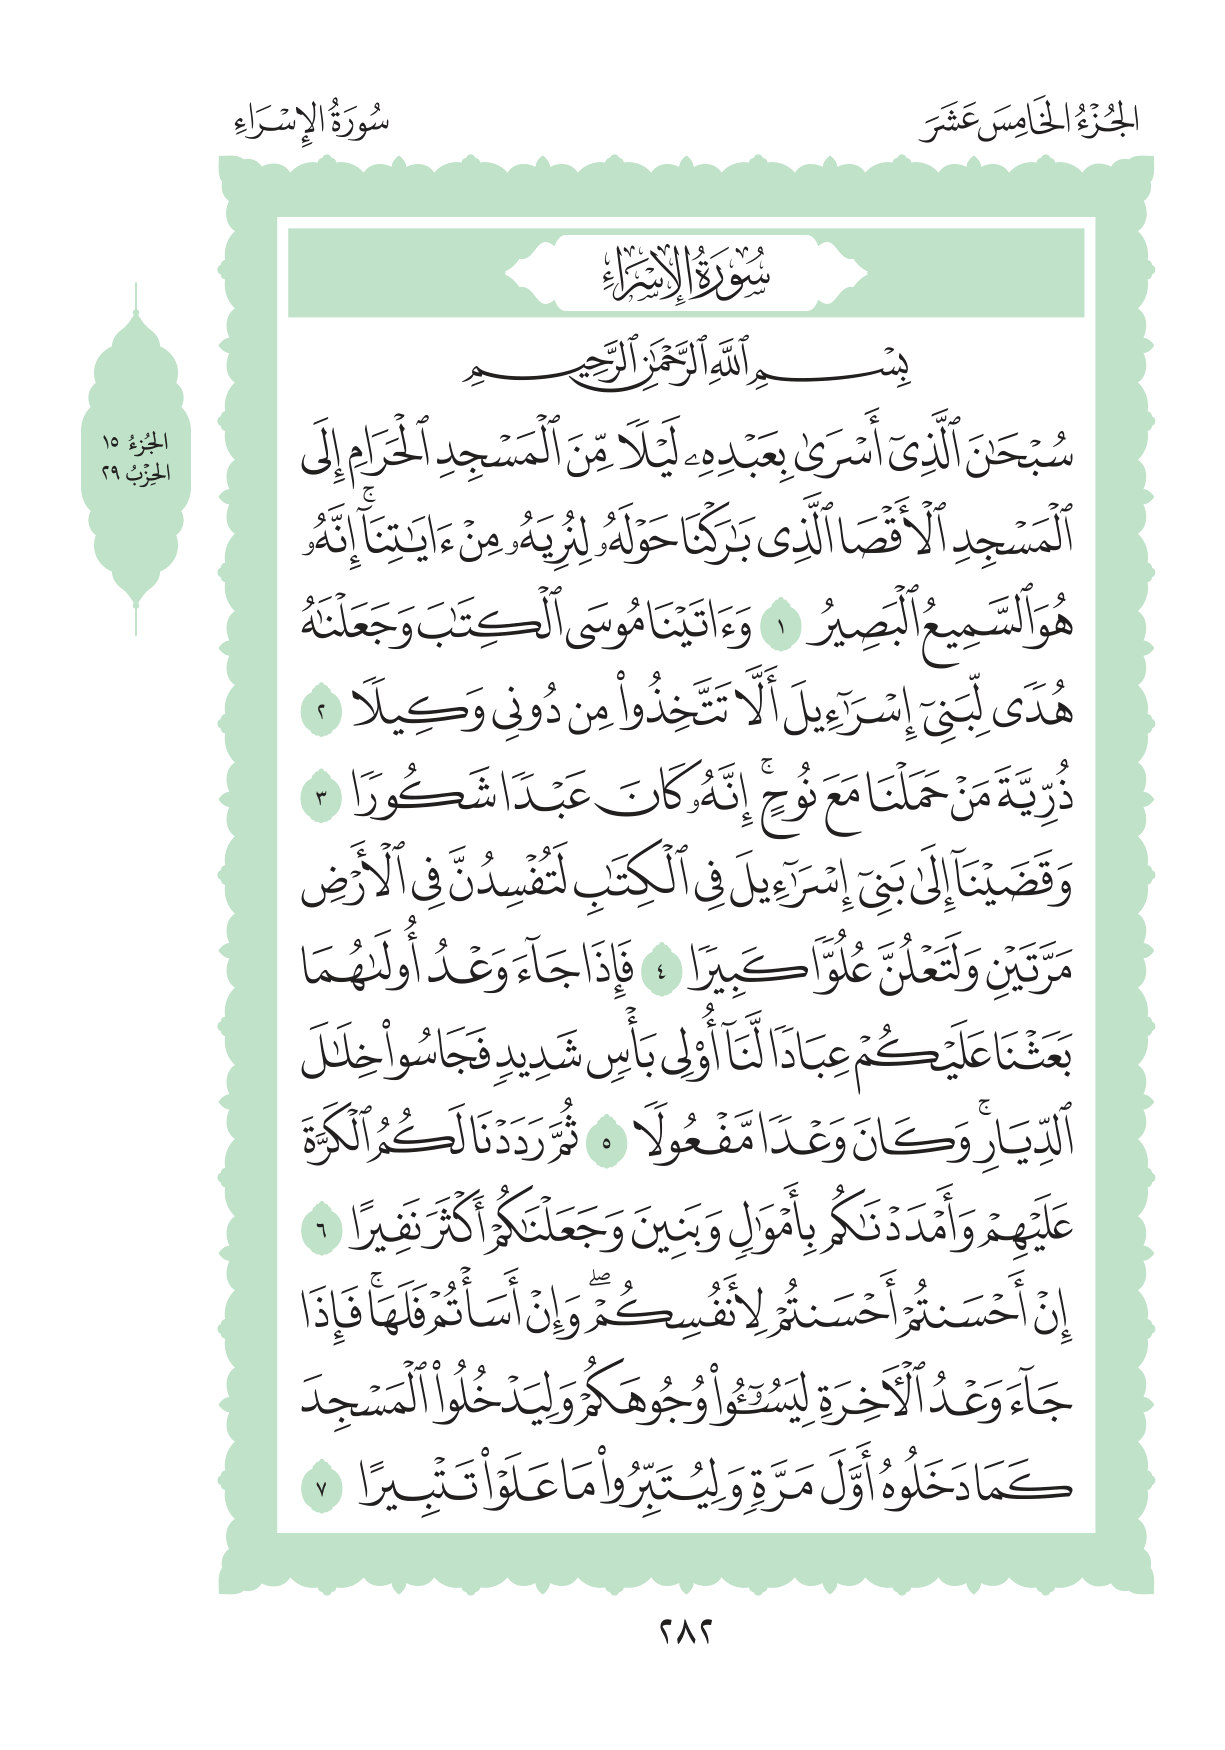 الجُزْءُ الخَامِسَ عَشَرَ
سُورَةُ الإِسْرَاءِ
الجُزءُ ١٥
الحِزْبُ ٢٩
سُورَةُ الإِسْرَاءِ
بِسْمِ ٱللَّهِ ٱلرَّحْمَٰنِ ٱلرَّحِيمِ
سُبْحَٰنَ ٱلَّذِىٓ أَسْرَىٰ بِعَبْدِهِۦ لَيْلًا مِّنَ ٱلْمَسْجِدِ ٱلْحَرَامِ إِلَى
ٱلْمَسْجِدِ ٱلْأَقْصَا ٱلَّذِى بَٰرَكْنَا حَوْلَهُۥ لِنُرِيَهُۥ مِنْ ءَايَٰتِنَآ ۚ إِنَّهُۥ
هُوَ ٱلسَّمِيعُ ٱلْبَصِيرُ ١ وَءَاتَيْنَا مُوسَى ٱلْكِتَٰبَ وَجَعَلْنَٰهُ
هُدًى لِّبَنِىٓ إِسْرَٰٓءِيلَ أَلَّا تَتَّخِذُوا۟ مِن دُونِى وَكِيلًا ٢
ذُرِّيَّةَ مَنْ حَمَلْنَا مَعَ نُوحٍ ۚ إِنَّهُۥ كَانَ عَبْدًا شَكُورًا ٣
وَقَضَيْنَآ إِلَىٰ بَنِىٓ إِسْرَٰٓءِيلَ فِى ٱلْكِتَٰبِ لَتُفْسِدُنَّ فِى ٱلْأَرْضِ
مَرَّتَيْنِ وَلَتَعْلُنَّ عُلُوًّا كَبِيرًا ٤ فَإِذَا جَآءَ وَعْدُ أُولَىٰهُمَا
بَعَثْنَا عَلَيْكُمْ عِبَادًا لَّنَآ أُو۟لِى بَأْسٍ شَدِيدٍ فَجَاسُوا۟ خِلَٰلَ
ٱلدِّيَارِ ۚ وَكَانَ وَعْدًا مَّفْعُولًا ٥ ثُمَّ رَدَدْنَا لَكُمُ ٱلْكَرَّةَ
عَلَيْهِمْ وَأَمْدَدْنَٰكُم بِأَمْوَٰلٍ وَبَنِينَ وَجَعَلْنَٰكُمْ أَكْثَرَ نَفِيرًا ٦
إِنْ أَحْسَنتُمْ أَحْسَنتُمْ لِأَنفُسِكُمْ ۖ وَإِنْ أَسَأْتُمْ فَلَهَا ۚ فَإِذَا
جَآءَ وَعْدُ ٱلْـَٔاخِرَةِ لِيَسُـۥٓـُٔوا۟ وُجُوهَكُمْ وَلِيَدْخُلُوا۟ ٱلْمَسْجِدَ
كَمَا دَخَلُوهُ أَوَّلَ مَرَّةٍ وَلِيُتَبِّرُوا۟ مَا عَلَوْا۟ تَتْبِيرًا ٧
٢٨٢